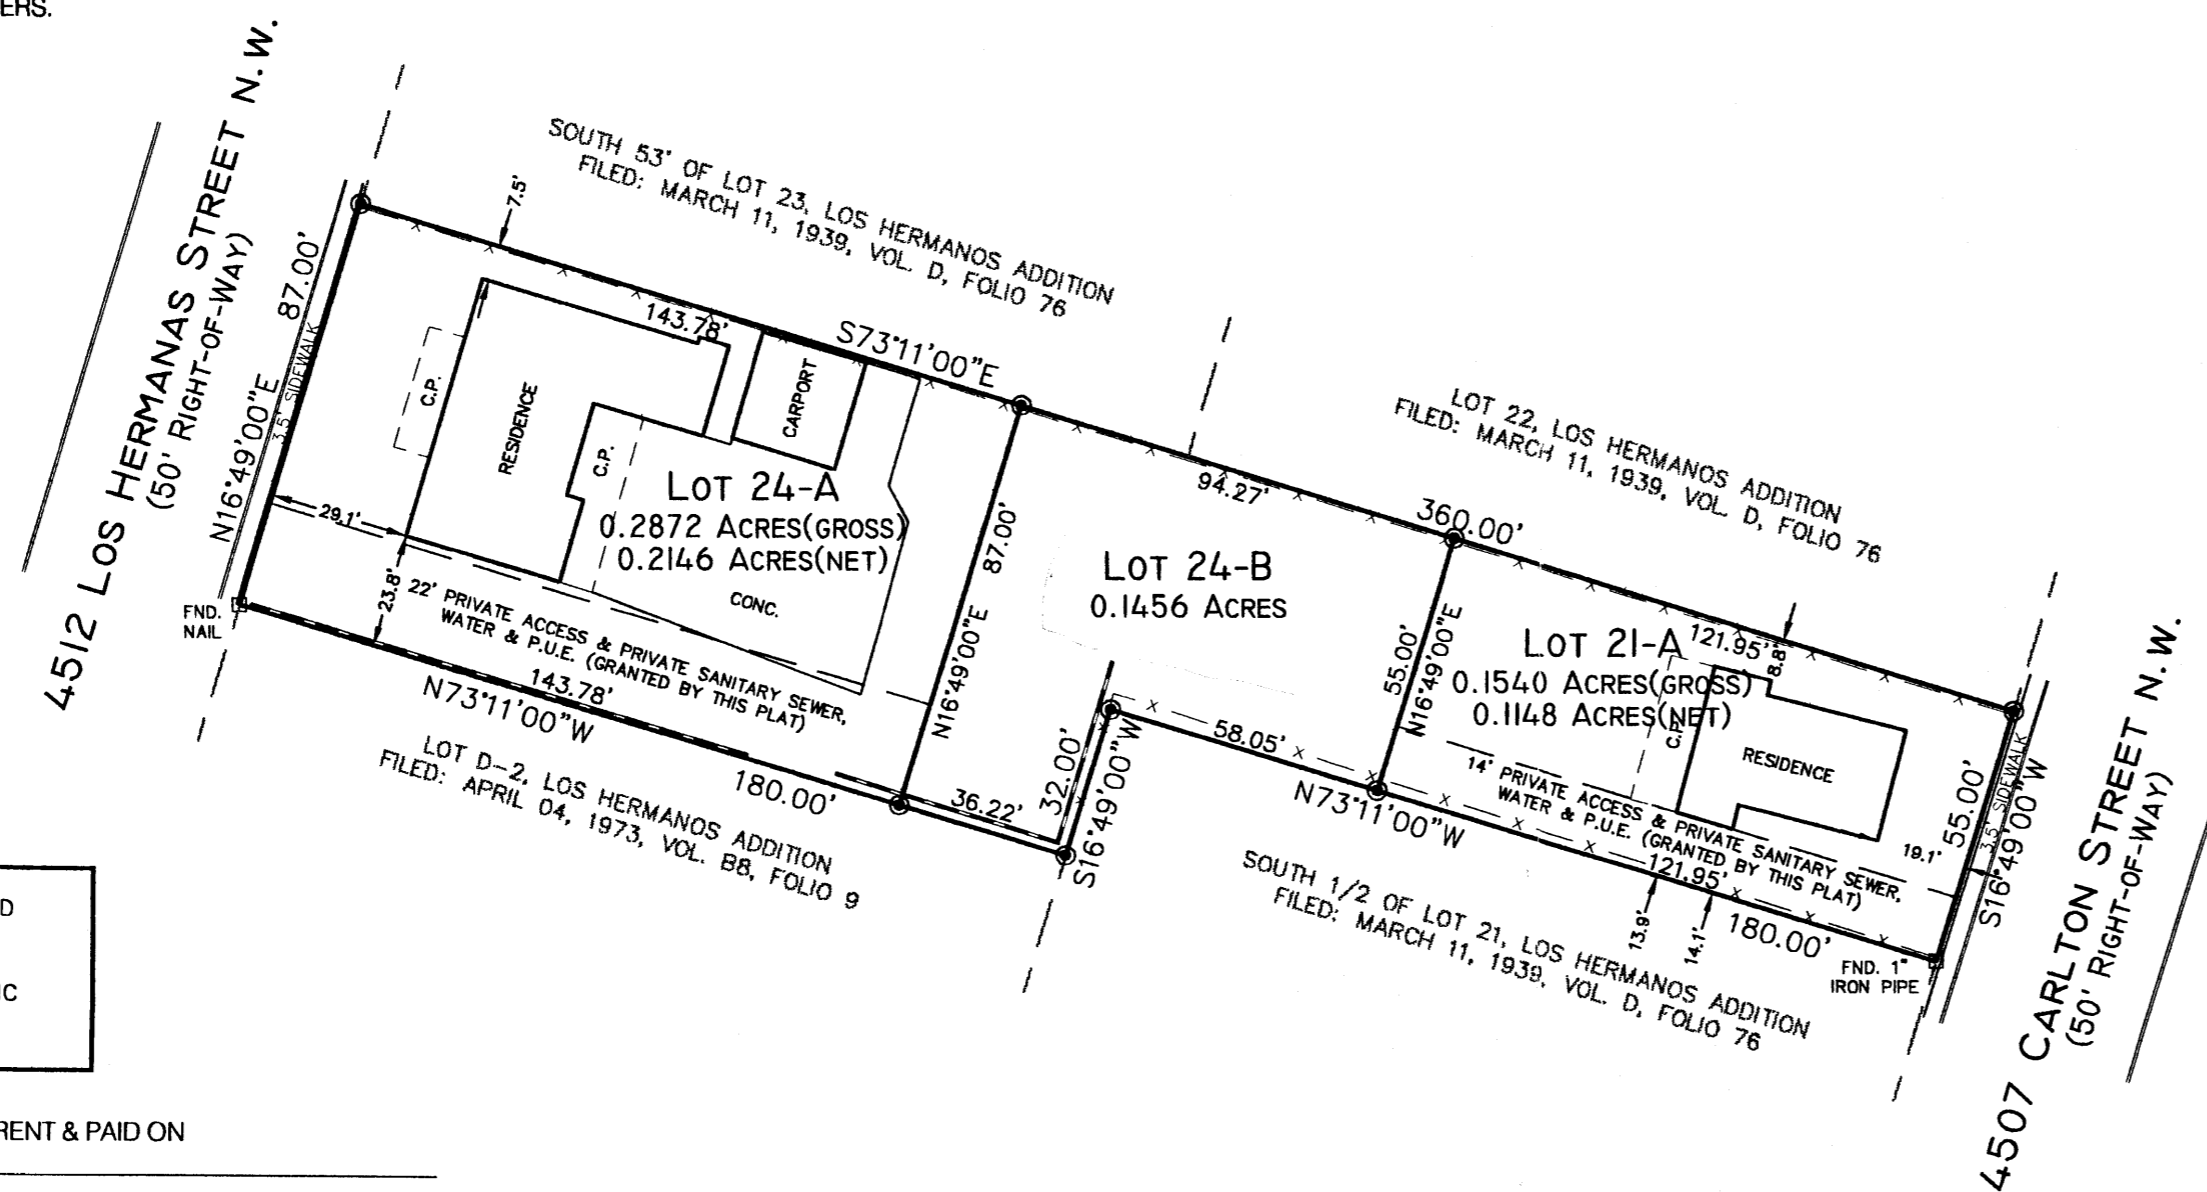 ERS.
4512 LOS HERMANAS STREET N.W.
(50' RIGHT-OF-WAY)
N16°49'00"E
87.00'
3.5' SIDEWALK
FND.
NAIL
SOUTH 53' OF LOT 23, LOS HERMANOS ADDITION
FILED: MARCH 11, 1939, VOL. D, FOLIO 76
7.5'
143.78'
S73°11'00"E
C.P.
RESIDENCE
C.P.
CARPORT
LOT 24-A
0.2872 ACRES(GROSS)
0.2146 ACRES(NET)
CONC.
29.1'
23.8'
22' PRIVATE ACCESS & PRIVATE SANITARY SEWER,
WATER & P.U.E. (GRANTED BY THIS PLAT)
143.78'
N73°11'00"W
180.00'
LOT D-2, LOS HERMANOS ADDITION
FILED: APRIL 04, 1973, VOL. B8, FOLIO 9
87.00'
N16°49'00"E
36.22'
32.00'
S16°49'00"W
94.27'
360.00'
LOT 24-B
0.1456 ACRES
58.05'
N73°11'00"W
LOT 22, LOS HERMANOS ADDITION
FILED: MARCH 11, 1939, VOL. D, FOLIO 76
55.00'
N16°49'00"E
LOT 21-A
0.1540 ACRES(GROSS)
0.1148 ACRES(NET)
121.95'
8.8'
C.P.
RESIDENCE
14' PRIVATE ACCESS & PRIVATE SANITARY SEWER,
WATER & P.U.E. (GRANTED BY THIS PLAT)
121.95'
19.1'
13.9'
14.1'
180.00'
SOUTH 1/2 OF LOT 21, LOS HERMANOS ADDITION
FILED: MARCH 11, 1939, VOL. D, FOLIO 76
FND. 1"
IRON PIPE
55.00'
3.5' SIDEWALK
S16°49'00"W
4507 CARLTON STREET N.W.
(50' RIGHT-OF-WAY)
D
IC
RENT & PAID ON